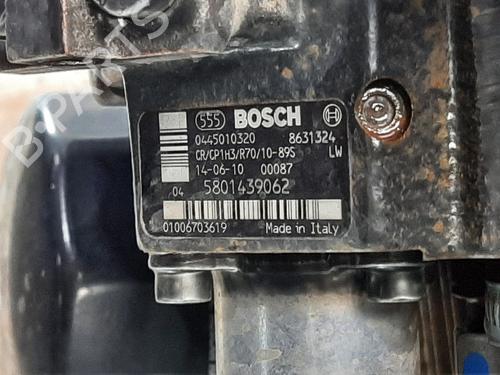 555 BOSCH
0445010320 8631324
CR/CP1H3/R70/10-89S LW
14-06-10 00087
04 5801439062
01006703619 Made in Italy
B-PARTS